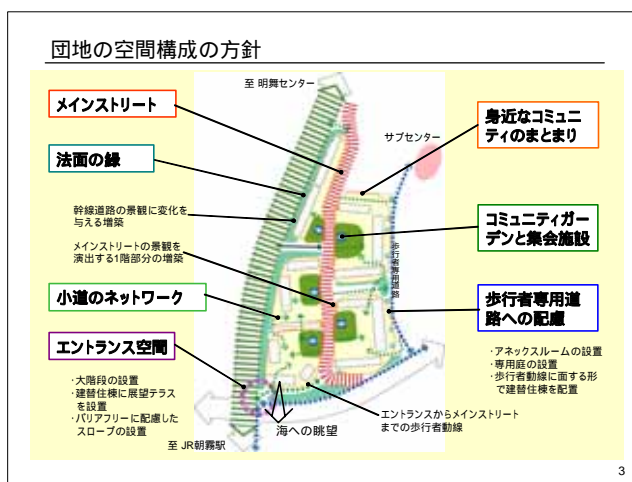 団地の空間構成の方針
至 明舞センター
メインストリート
法面の緑
幹線道路の景観に変化を
与える増築
メインストリートの景観を
演出する1階部分の増築
小道のネットワーク
エントランス空間
・大階段の設置
・建替住棟に展望テラス
を設置
・バリアフリーに配慮した
スロープの設置
至 JR朝霧駅
海への眺望
エントランスからメインストリート
までの歩行者動線
サブセンター
身近なコミュニ
ティのまとまり
コミュニティガー
デンと集会施設
歩行者専用道路
歩行者専用道
路への配慮
・アネックスルームの設置
・専用庭の設置
・歩行者動線に面する形
で建替住棟を配置
3